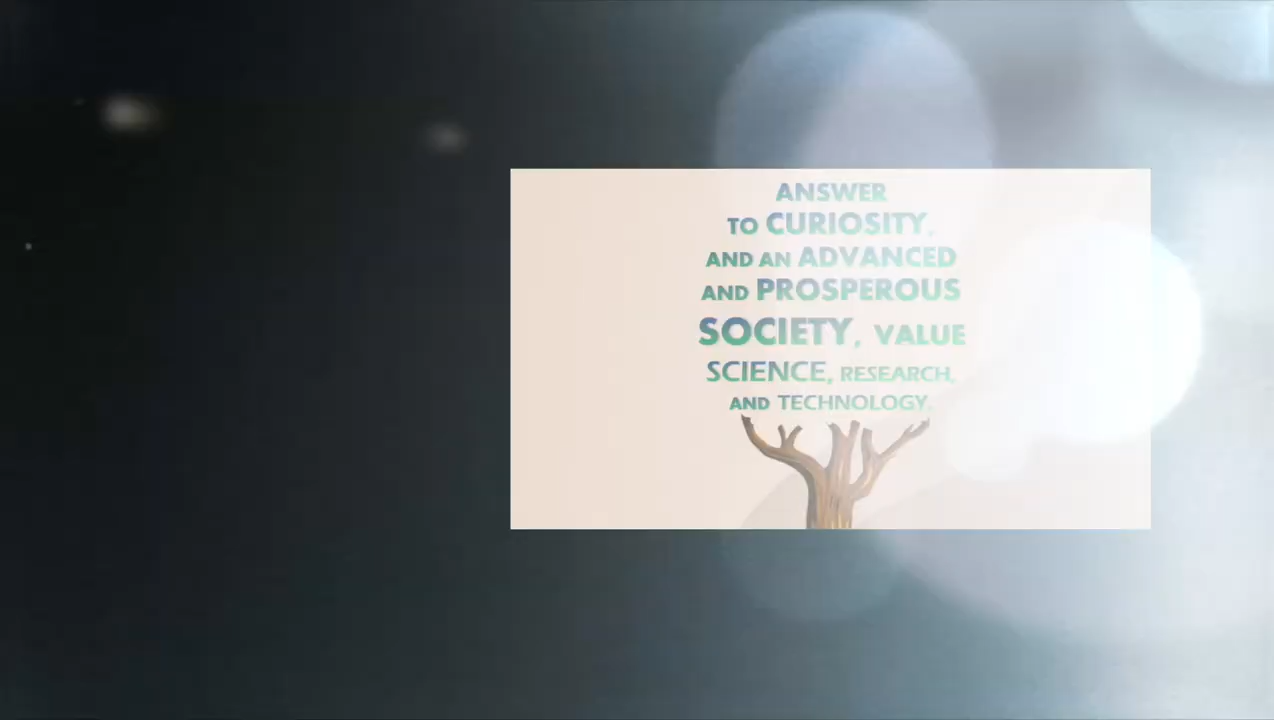 ANSWER
TO CURIOSITY,
AND AN ADVANCED
AND PROSPEROUS
SOCIETY, VALUE
SCIENCE, RESEARCH,
AND TECHNOLOGY.